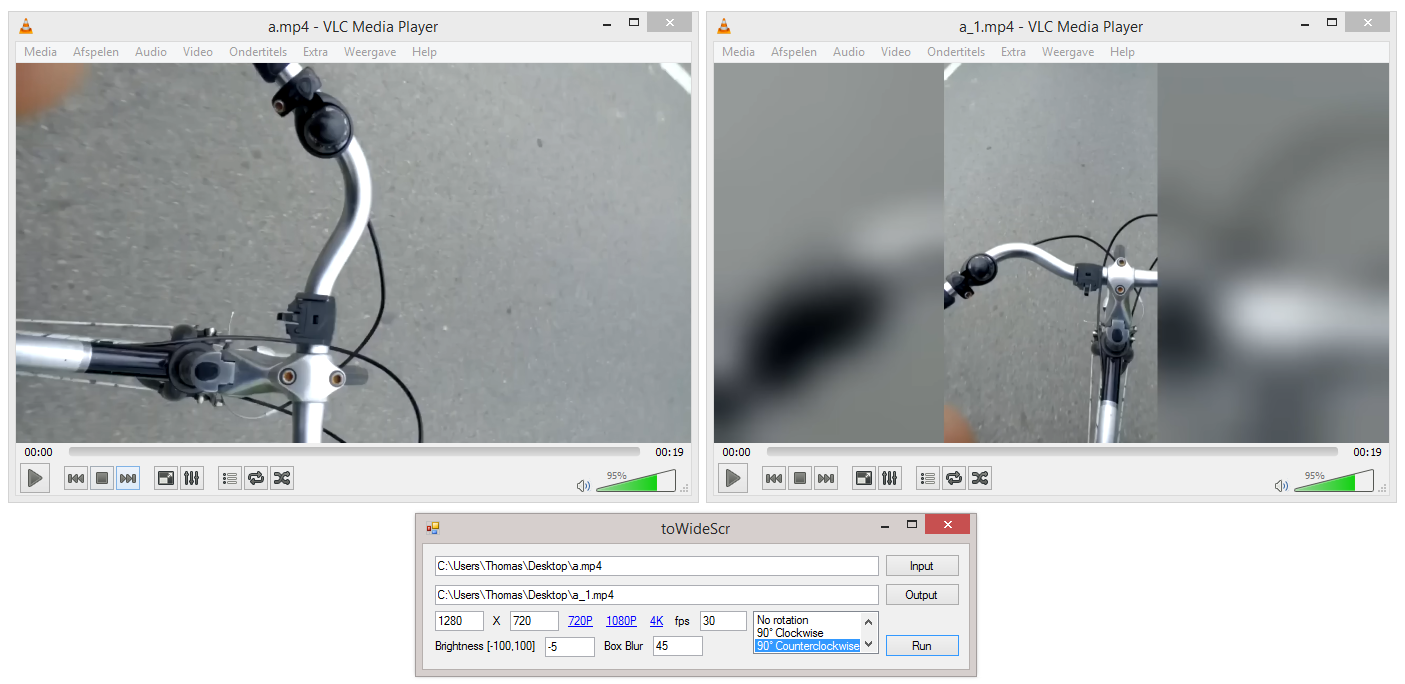 a.mp4 - VLC Media Player
Media Afspelen Audio Video Ondertitels Extra Weergave Help
00:00 00:19
95%
a_1.mp4 - VLC Media Player
Media Afspelen Audio Video Ondertitels Extra Weergave Help
00:00 00:19
95%
toWideScr
C:\Users\Thomas\Desktop\a.mp4 Input
C:\Users\Thomas\Desktop\a_1.mp4 Output
1280 X 720 720P 1080P 4K fps 30 No rotation
90° Clockwise
Brightness [-100,100] -5 Box Blur 45 90° Counterclockwise Run